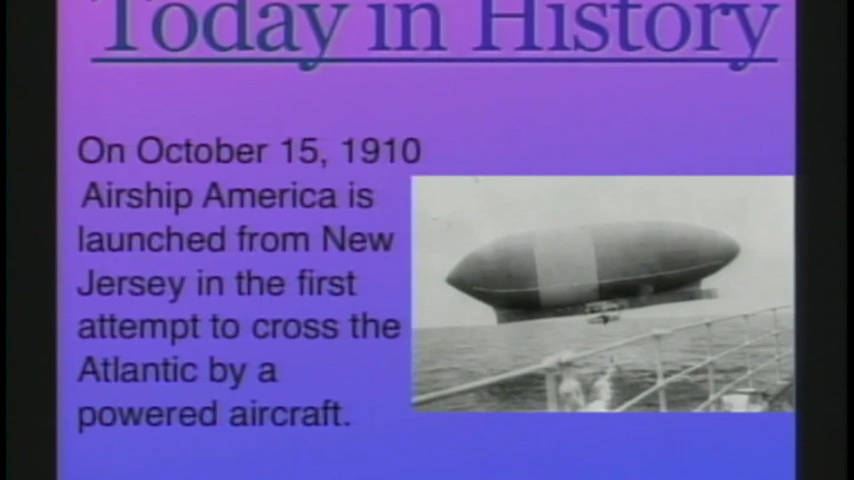 Today in History
On October 15, 1910
Airship America is
launched from New
Jersey in the first
attempt to cross the
Atlantic by a
powered aircraft.